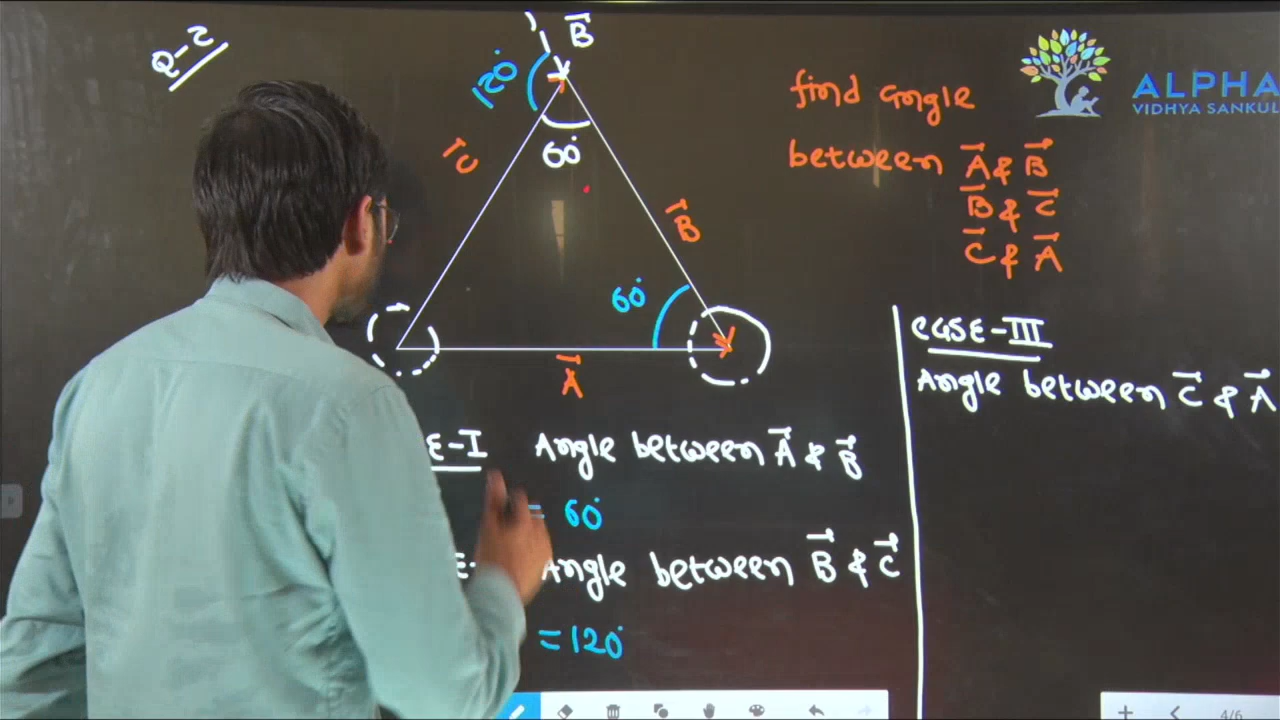 Q-2
B
120°
60°
C
B
60°
A
find angle
between A & B
B & C
C & A
ALPHA
VIDHYA SANKUL
E-I Angle between A & B
= 60°
Angle between B & C
= 120°
CASE-III
Angle between C & A
4/6